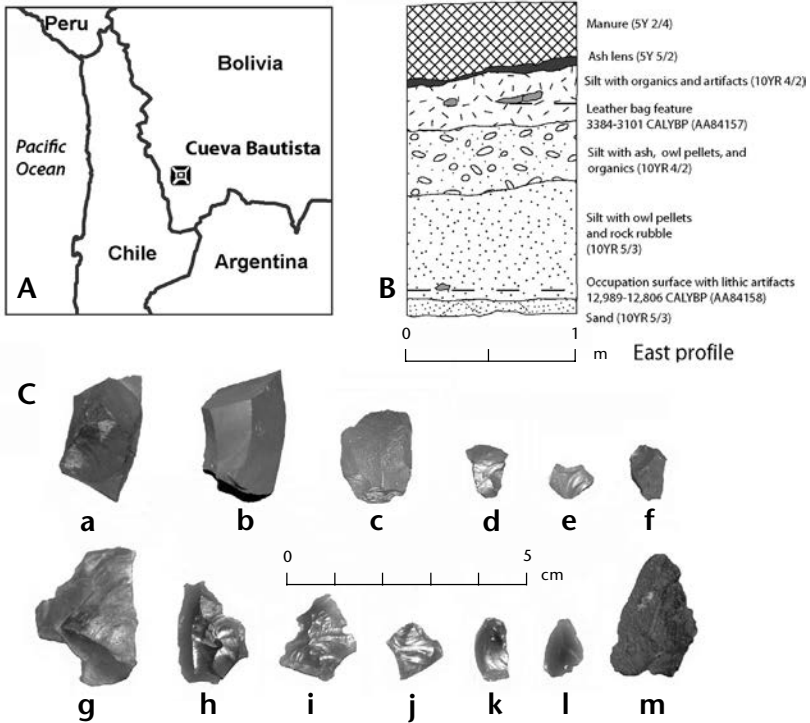 Peru
Bolivia
Pacific
Ocean
Cueva Bautista
Chile
Argentina
A
Manure (5Y 2/4)
Ash lens (5Y 5/2)
Silt with organics and artifacts (10YR 4/2)
Leather bag feature
3384-3101 CALYBP (AA84157)
Silt with ash, owl pellets, and
organics (10YR 4/2)
Silt with owl pellets
and rock rubble
(10YR 5/3)
B
Occupation surface with lithic artifacts
12,989-12,806 CALYBP (AA84158)
Sand (10YR 5/3)
0 1
m East profile
C
a b c d e f
0 5
cm
g h i j k l m